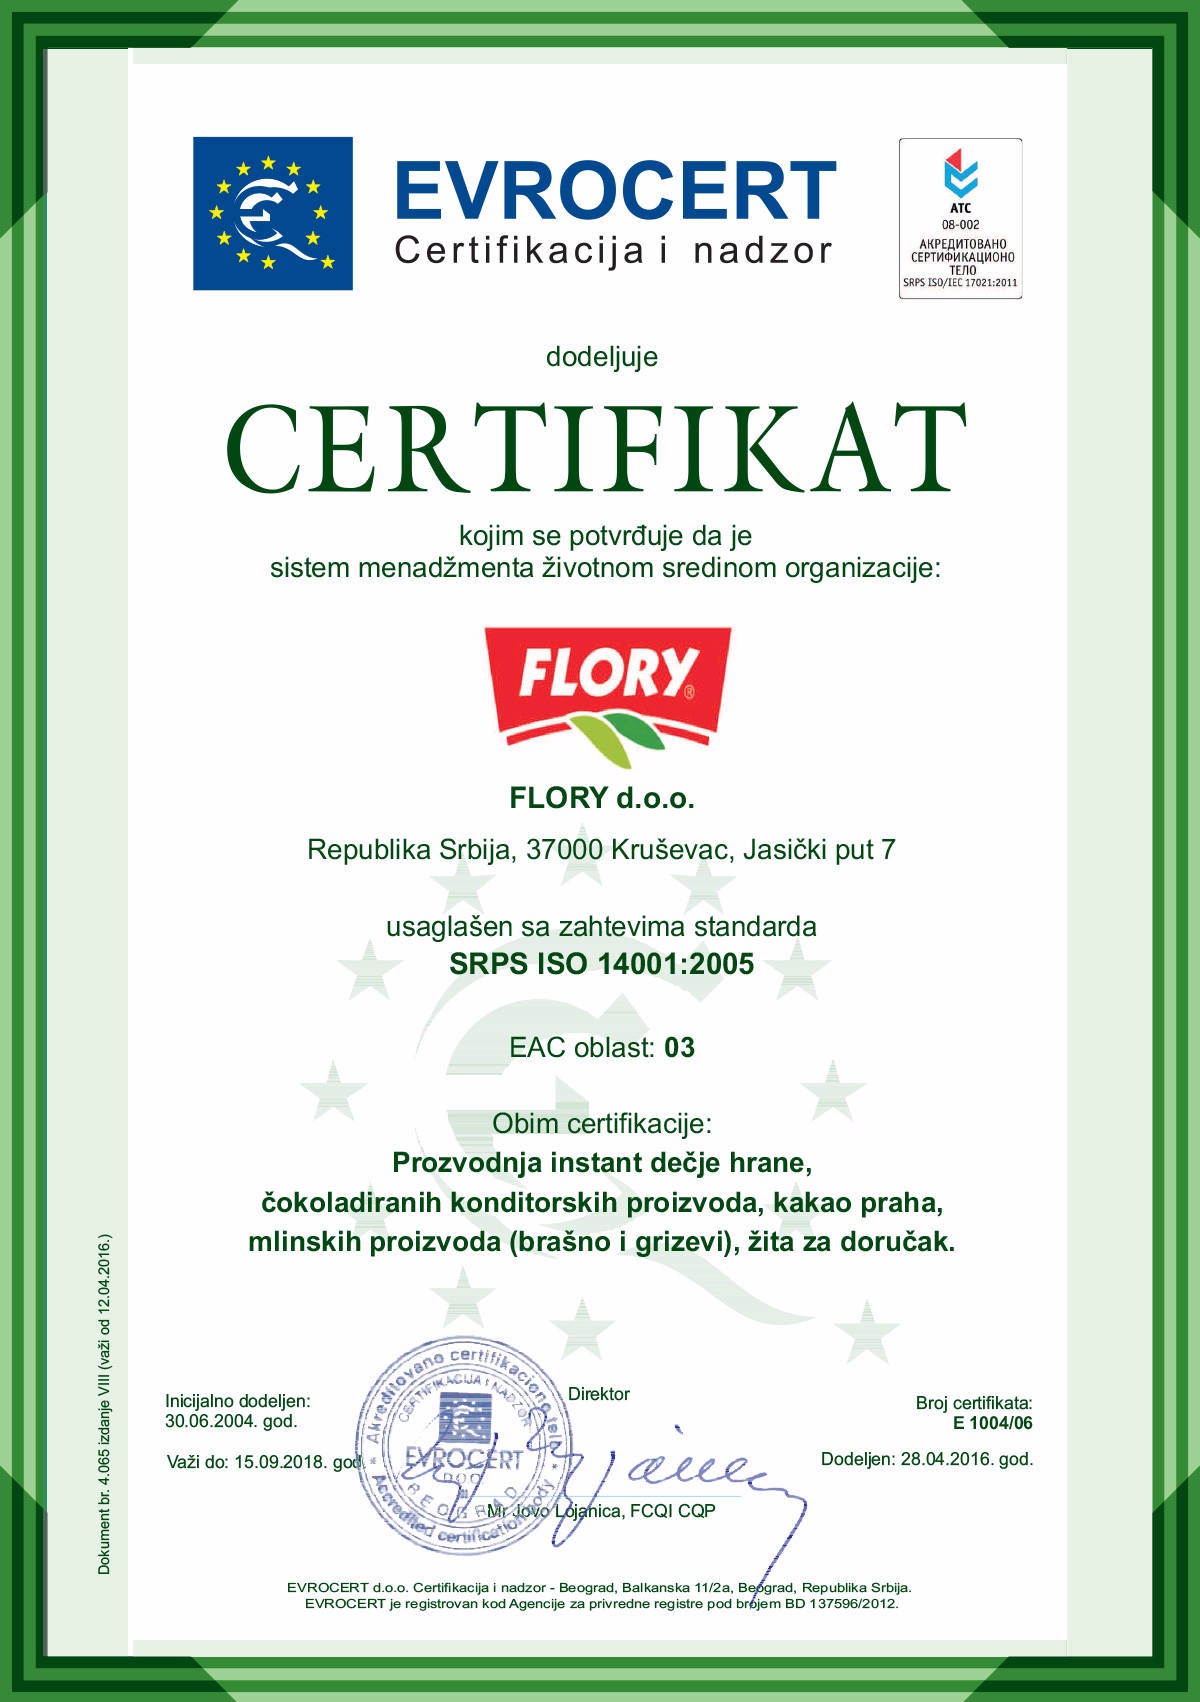 EVROCERT
Certifikacija i nadzor
ATC
08-002
АКРЕДИТОВАНО
СЕРТИФИКАЦИОНО
ТЕЛО
SRPS ISO/IEC 17021:2011
dodeljuje
CERTIFIKAT
kojim se potvrđuje da je
sistem menadžmenta životnom sredinom organizacije:
FLORY®
FLORY d.o.o.
Republika Srbija, 37000 Kruševac, Jasički put 7
usaglašen sa zahtevima standarda
SRPS ISO 14001:2005
EAC oblast: 03
Obim certifikacije:
Prozvodnja instant dečje hrane,
čokoladiranih konditorskih proizvoda, kakao praha,
mlinskih proizvoda (brašno i grizevi), žita za doručak.
Inicijalno dodeljen:
30.06.2004. god.
Važi do: 15.09.2018. god.
Akreditovano certifikaciono telo
CERTIFIKACIJA I NADZOR
EVROCERT
DOO
III
BEOGRAD
Accredited certification body
Direktor
Mr Jovo Lojanica, FCQI CQP
Broj certifikata:
E 1004/06
Dodeljen: 28.04.2016. god.
Dokument br. 4.065 izdanje VIII (važi od 12.04.2016.)
EVROCERT d.o.o. Certifikacija i nadzor - Beograd, Balkanska 11/2a, Beograd, Republika Srbija.
EVROCERT je registrovan kod Agencije za privredne registre pod brojem BD 137596/2012.